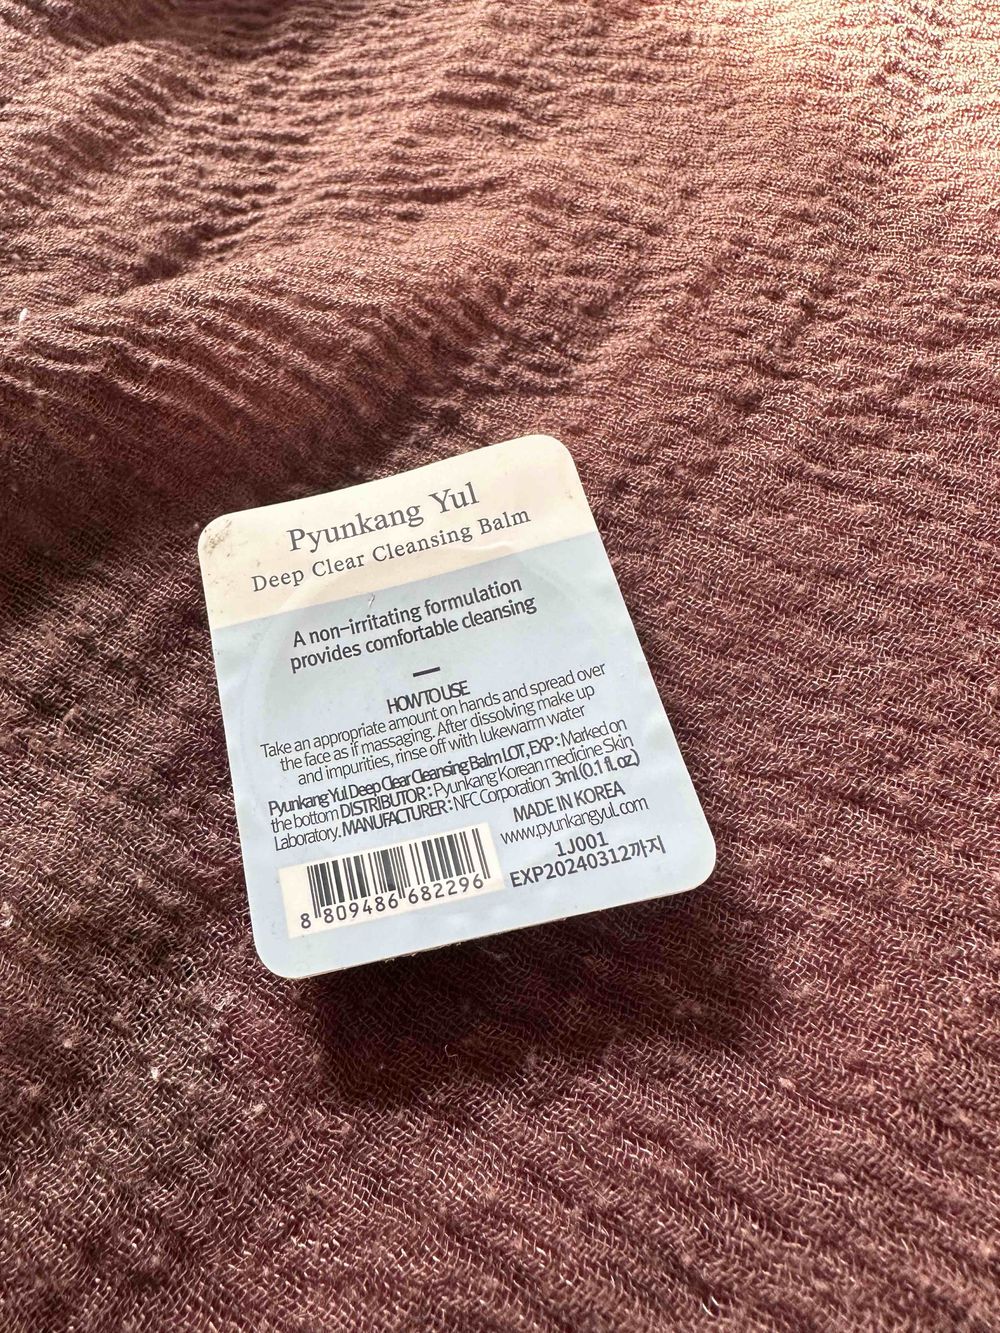 Pyunkang Yul
Deep Clear Cleansing Balm
A non-irritating formulation
provides comfortable cleansing
HOW TO USE
Take an appropriate amount on hands and spread over
the face as if massaging. After dissolving make up
and impurities, rinse off with lukewarm water
Pyunkang Yul Deep Clear Cleansing Balm LOT, EXP : Marked on
the bottom DISTRIBUTOR : Pyunkang Korean medicine Skin
Laboratory. MANUFACTURER : NFC Corporation 3ml (0.1 fl.oz)
MADE IN KOREA
www.pyunkangyul.com
1J001
EXP20240312까지
8 809486 682296